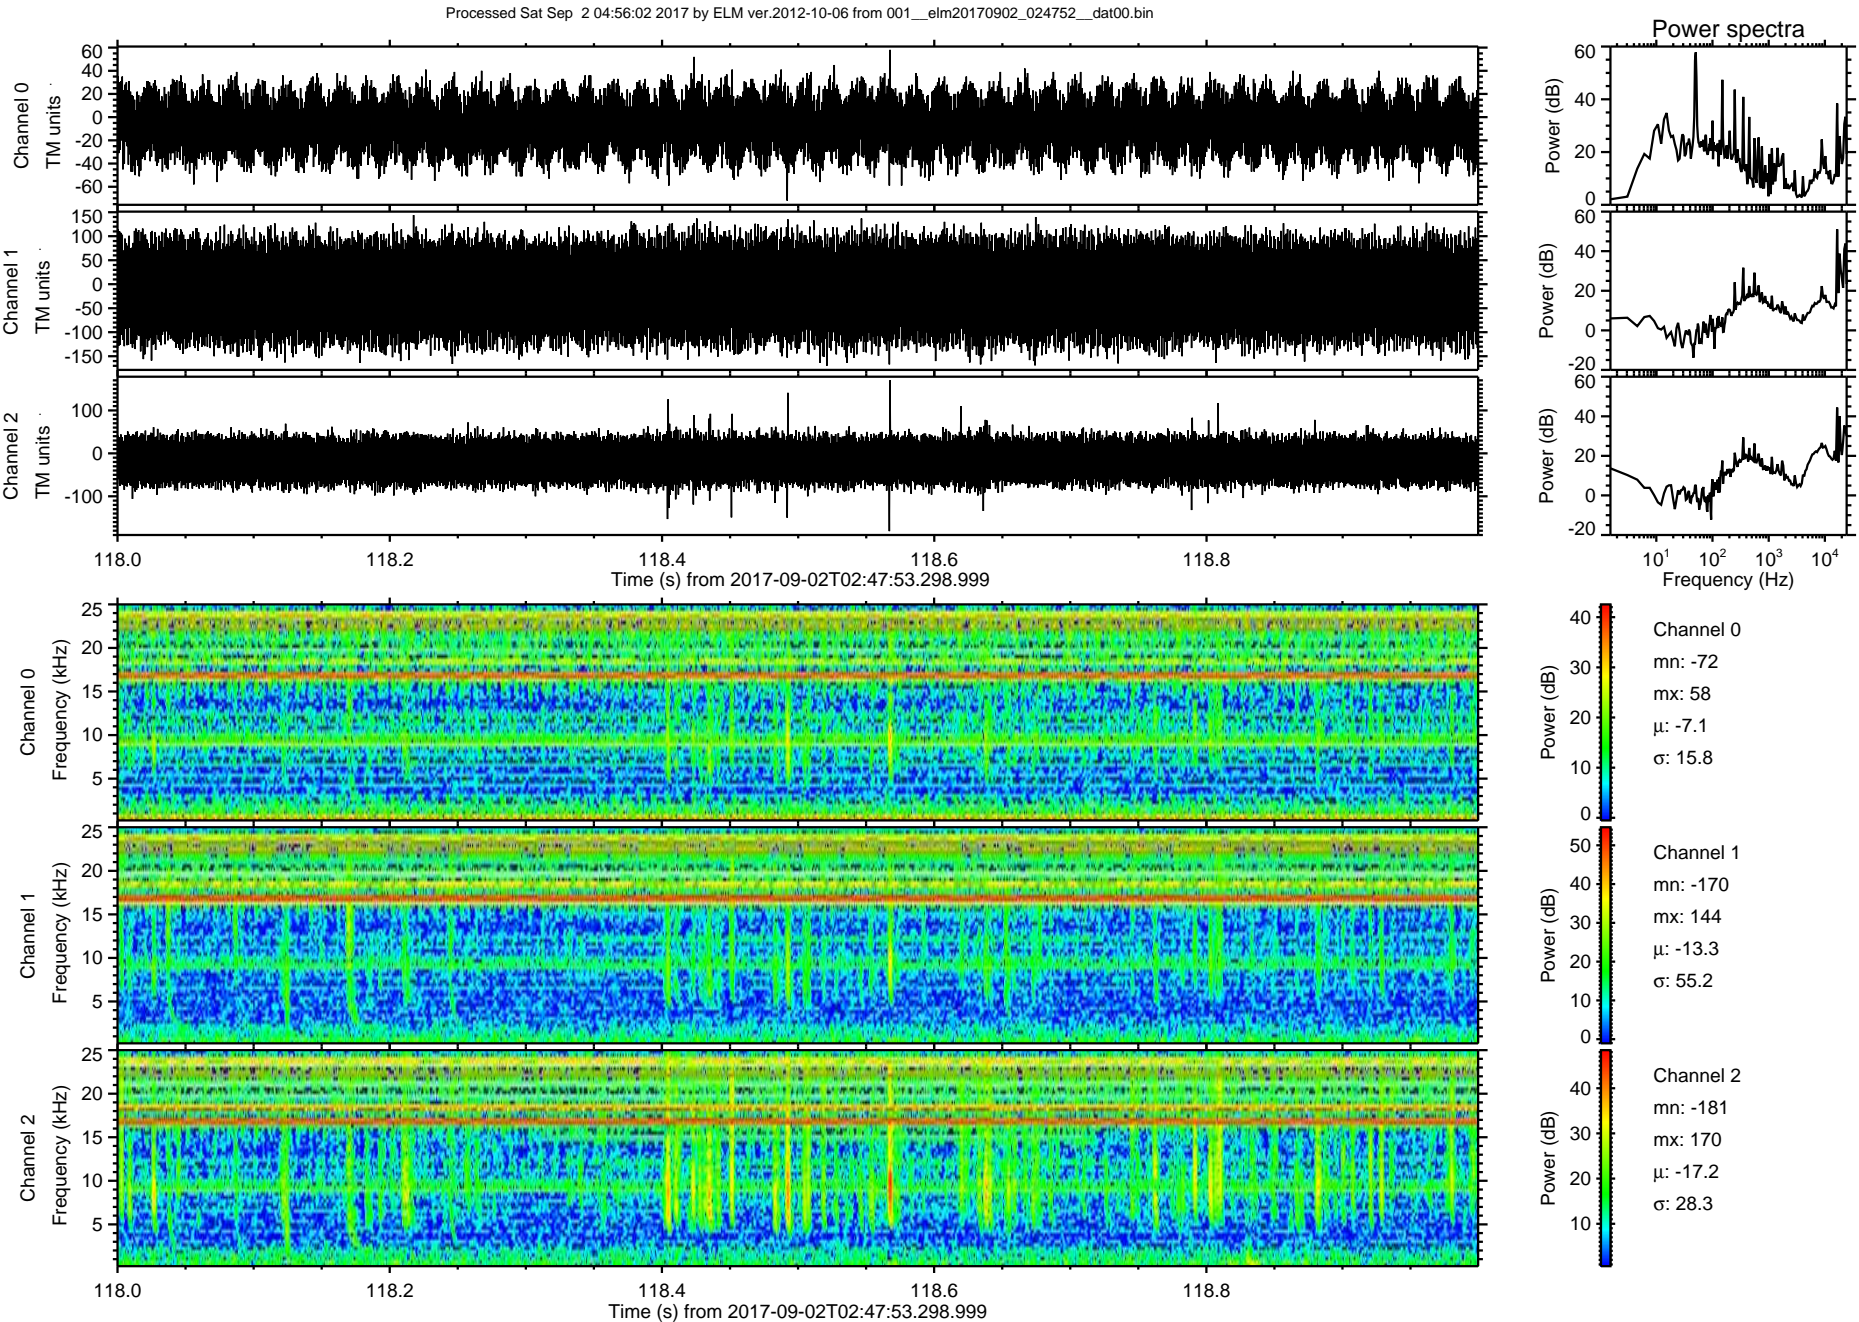 Processed Sat Sep  2 04:56:02 2017 by ELM ver.2012-10-06 from 001__elm20170902_024752__dat00.bin
Power spectra
Channel 0
TM units
60
40
20
0
-20
-40
-60
Power (dB)
60
40
20
0
Channel 1
TM units
150
100
50
0
-50
-100
-150
Power (dB)
60
40
20
0
-20
Channel 2
TM units
100
0
-100
Power (dB)
60
40
20
0
-20
118.0 118.2 118.4 118.6 118.8
Time (s) from 2017-09-02T02:47:53.298.999
10¹ 10² 10³ 10⁴
Frequency (Hz)
Channel 0
Frequency (kHz)
25
20
15
10
5
Power (dB)
40
30
20
10
0
Channel 0
mn: -72
mx: 58
µ: -7.1
σ: 15.8
Channel 1
Frequency (kHz)
25
20
15
10
5
Power (dB)
50
40
30
20
10
0
Channel 1
mn: -170
mx: 144
µ: -13.3
σ: 55.2
Channel 2
Frequency (kHz)
25
20
15
10
5
Power (dB)
40
30
20
10
Channel 2
mn: -181
mx: 170
µ: -17.2
σ: 28.3
118.0 118.2 118.4 118.6 118.8
Time (s) from 2017-09-02T02:47:53.298.999